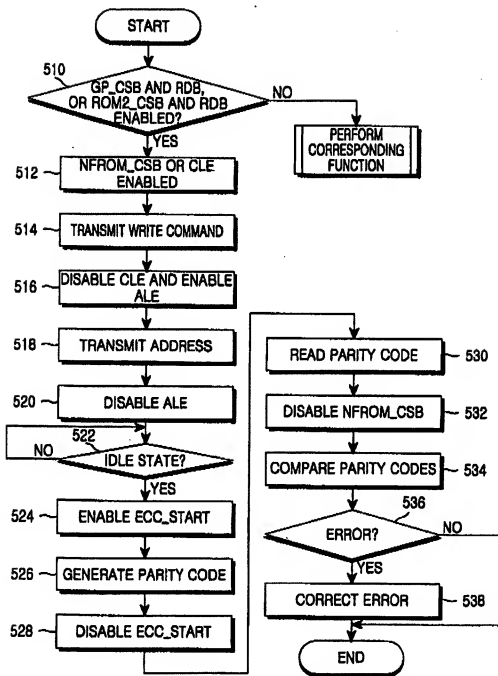 START
510
GP_CSB AND RDB,
OR ROM2_CSB AND RDB
ENABLED?
NO
YES
PERFORM
CORRESPONDING
FUNCTION
512
NFROM_CSB OR CLE
ENABLED
514
TRANSMIT WRITE COMMAND
516
DISABLE CLE AND ENABLE
ALE
518
TRANSMIT ADDRESS
520
DISABLE ALE
522
NO
IDLE STATE?
YES
524
ENABLE ECC_START
526
GENERATE PARITY CODE
528
DISABLE ECC_START
READ PARITY CODE
530
DISABLE NFROM_CSB
532
COMPARE PARITY CODES
534
536
ERROR?
NO
YES
CORRECT ERROR
538
END